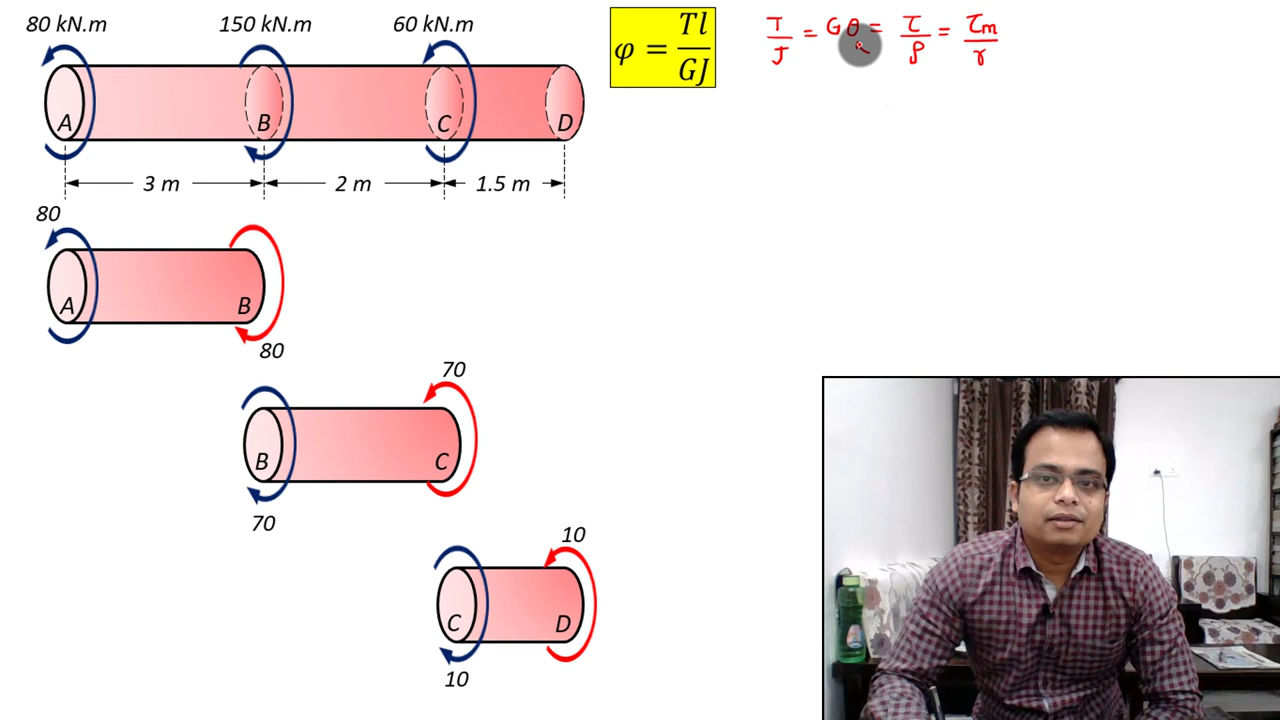 80 kN.m 150 kN.m 60 kN.m
φ = Tl / GJ
T/J = Gθ = τ/ρ = τm/r
A B C D
3 m 2 m 1.5 m
80
A B
80
70
B C
70
10
C D
10